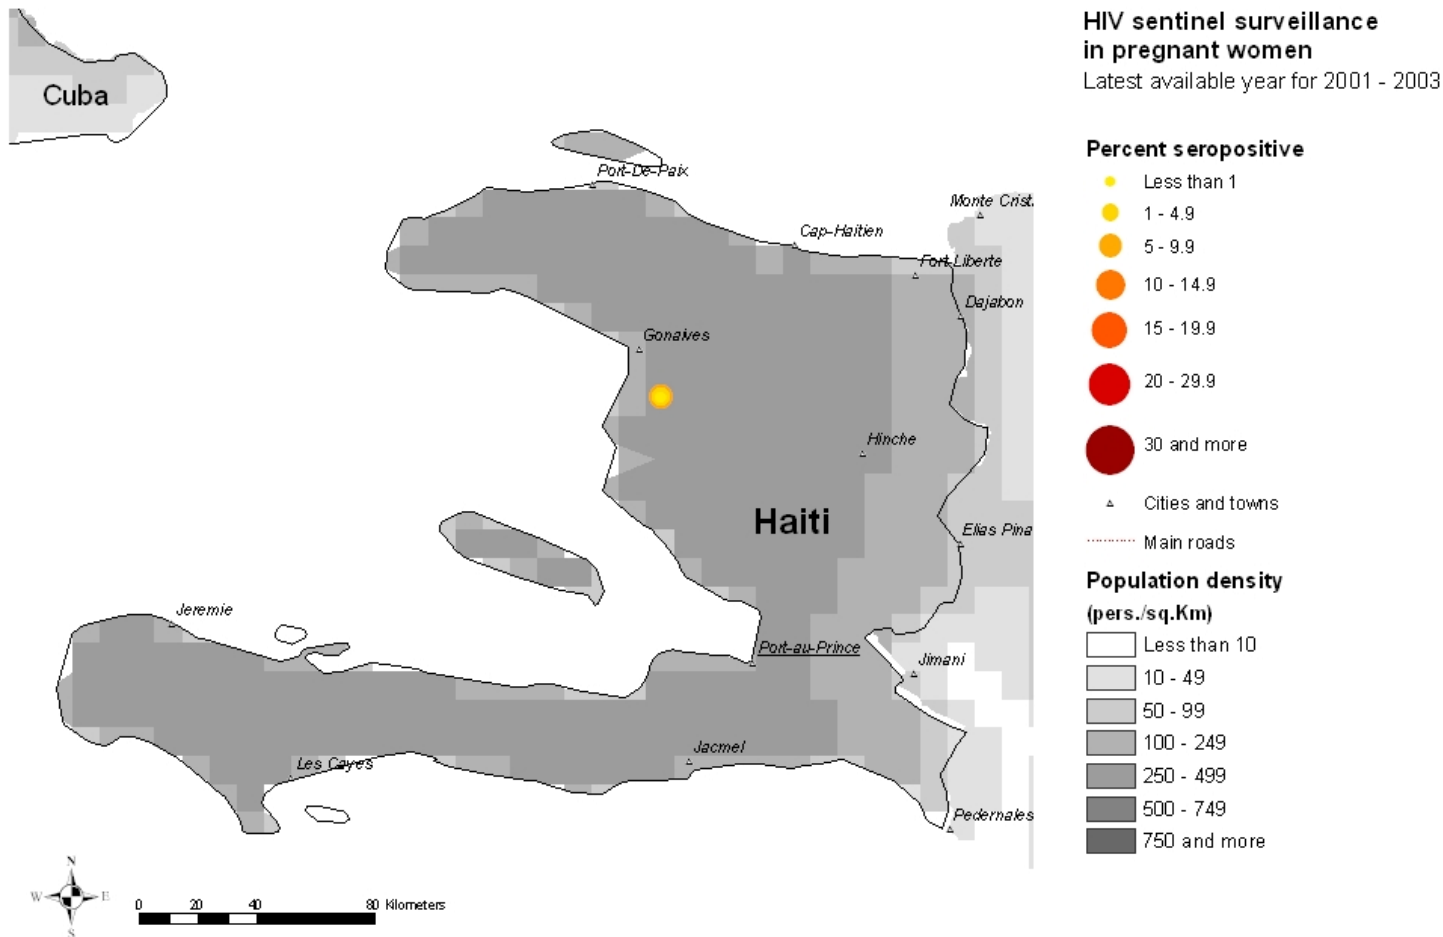 HIV sentinel surveillance
in pregnant women
Latest available year for 2001 - 2003
Cuba
Percent seropositive
Less than 1
1 - 4.9
5 - 9.9
10 - 14.9
15 - 19.9
20 - 29.9
30 and more
Cities and towns
Main roads
Population density
(pers./sq.Km)
Less than 10
10 - 49
50 - 99
100 - 249
250 - 499
500 - 749
750 and more
Port-De-Paix
Monte Crist.
Cap-Haitien
Fort-Liberte
Dajabon
Gonaives
Hinche
Haiti
Elias Pina
Jeremie
Port-au-Prince
Jimani
Jacmel
Les Cayes
Pedernales
N
W E
S
0 20 40 80 Kilometers